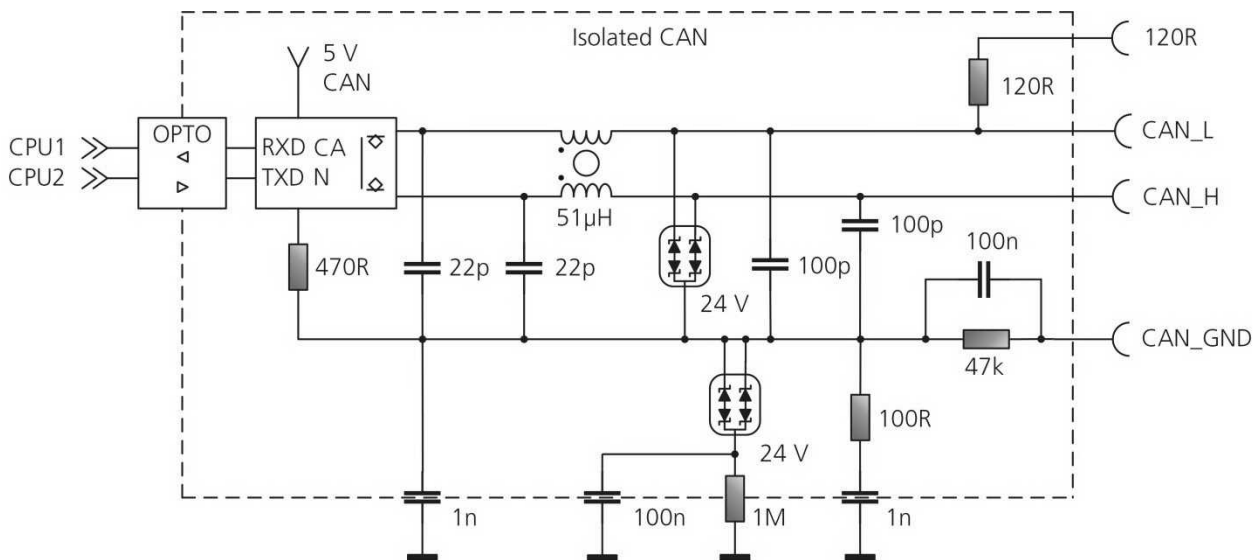 Isolated CAN
120R
120R
5 V
CAN
OPTO
CPU1
RXD CA
CAN_L
CPU2
TXD N
CAN_H
51µH
100p
100n
470R
22p
22p
100p
24 V
CAN_GND
47k
100R
24 V
1n
100n
1M
1n